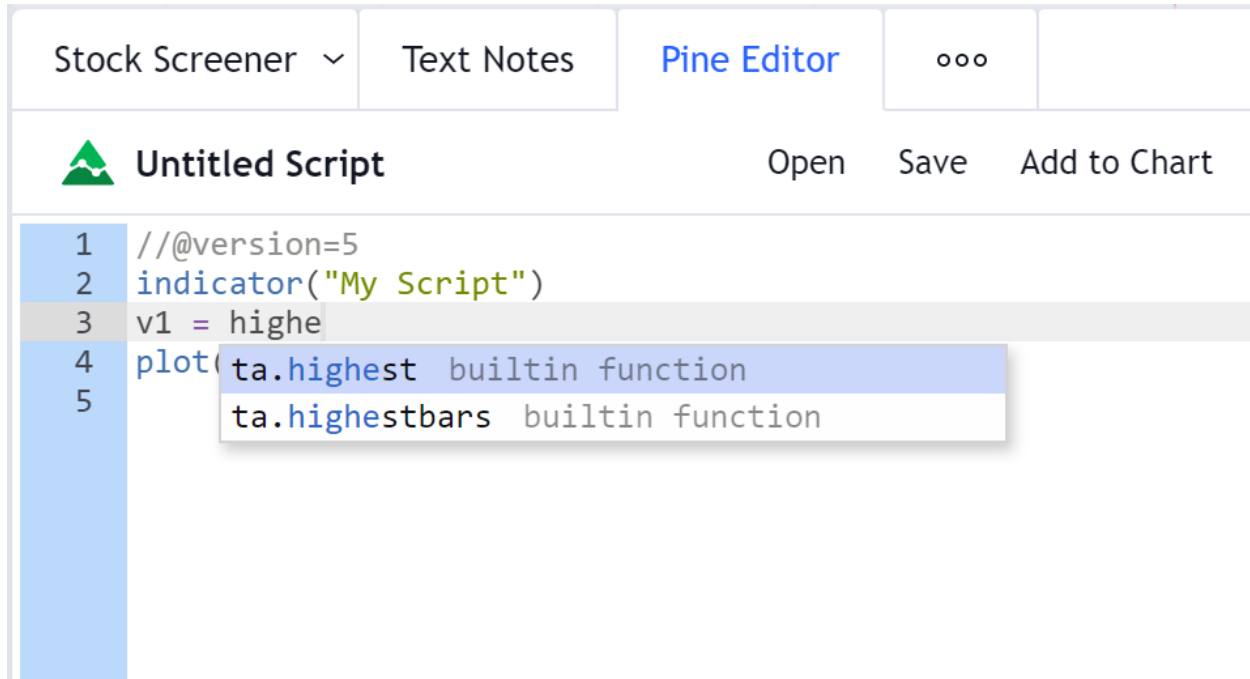 Stock Screener Text Notes Pine Editor
Untitled Script Open Save Add to Chart
1 //@version=5
2 indicator("My Script")
3 v1 = highe
4 plot(
ta.highest builtin function
5
ta.highestbars builtin function